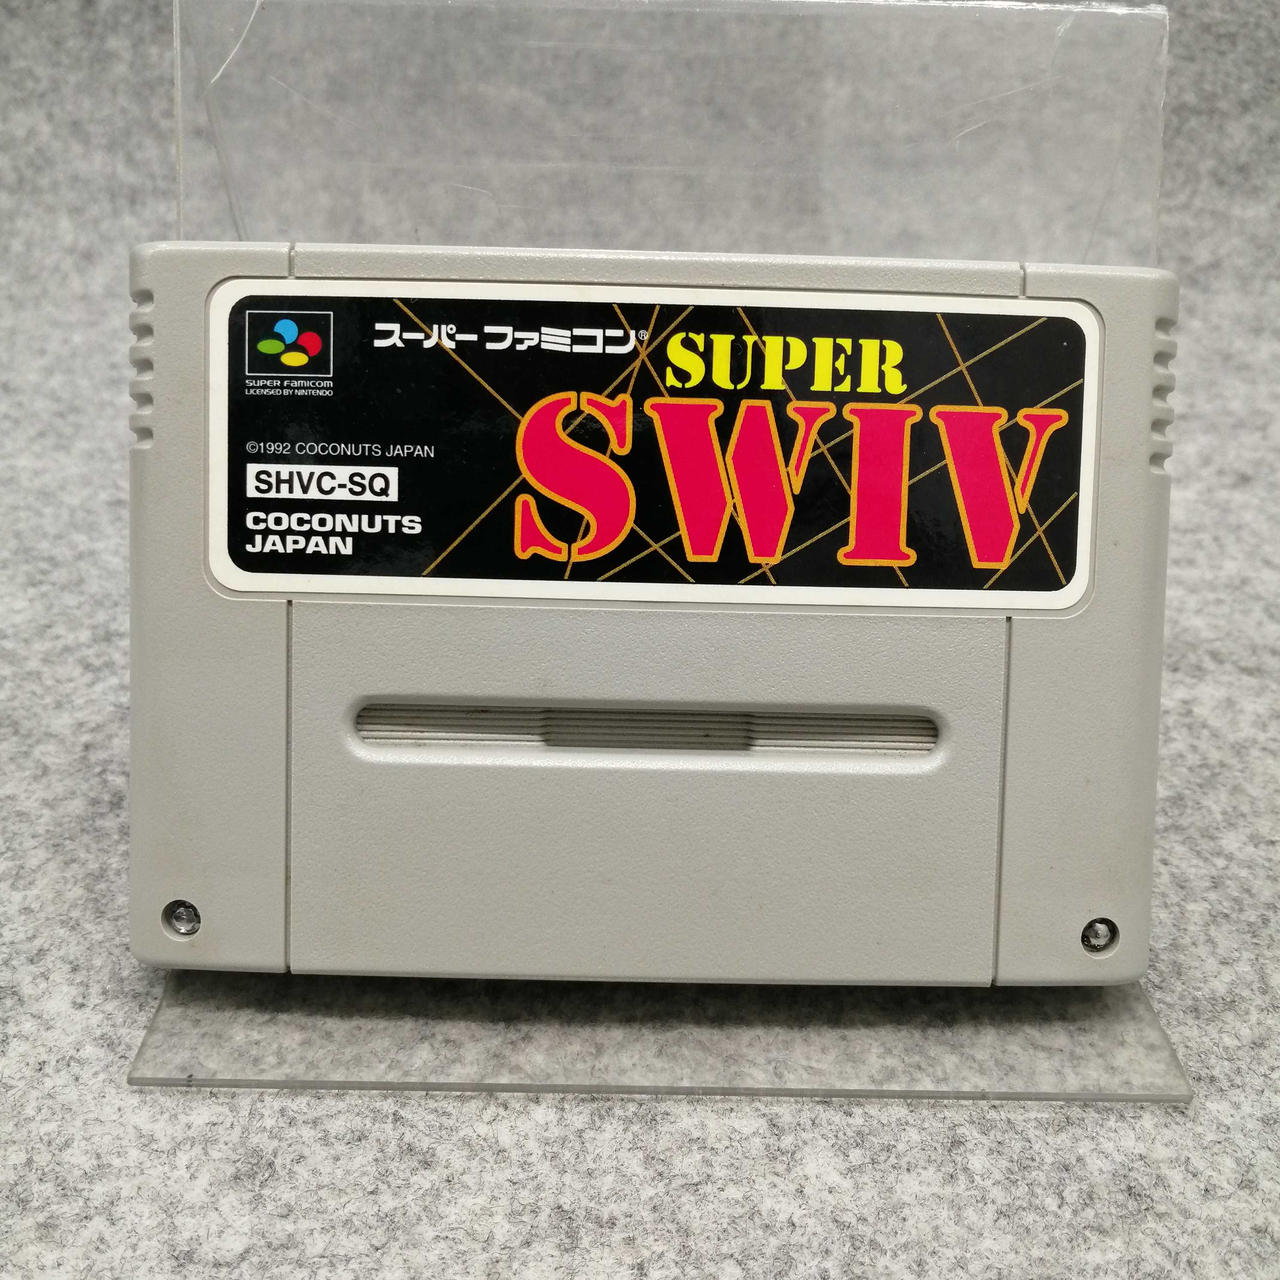 スーパーファミコン®
SUPER
SWIV
SUPER FAMICOM
LICENSED BY NINTENDO
©1992 COCONUTS JAPAN
SHVC-SQ
COCONUTS
JAPAN